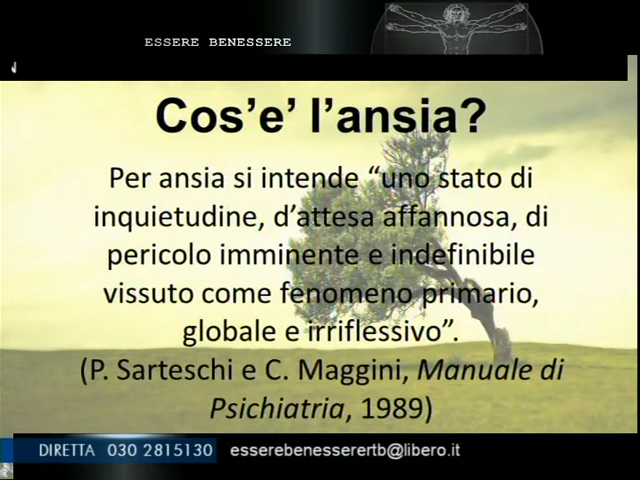 ESSERE BENESSERE
Cos’e’ l’ansia?
Per ansia si intende “uno stato di
inquietudine, d’attesa affannosa, di
pericolo imminente e indefinibile
vissuto come fenomeno primario,
globale e irriflessivo”.
(P. Sarteschi e C. Maggini, Manuale di
Psichiatria, 1989)
DIRETTA 030 2815130 esserebenesserertb@libero.it